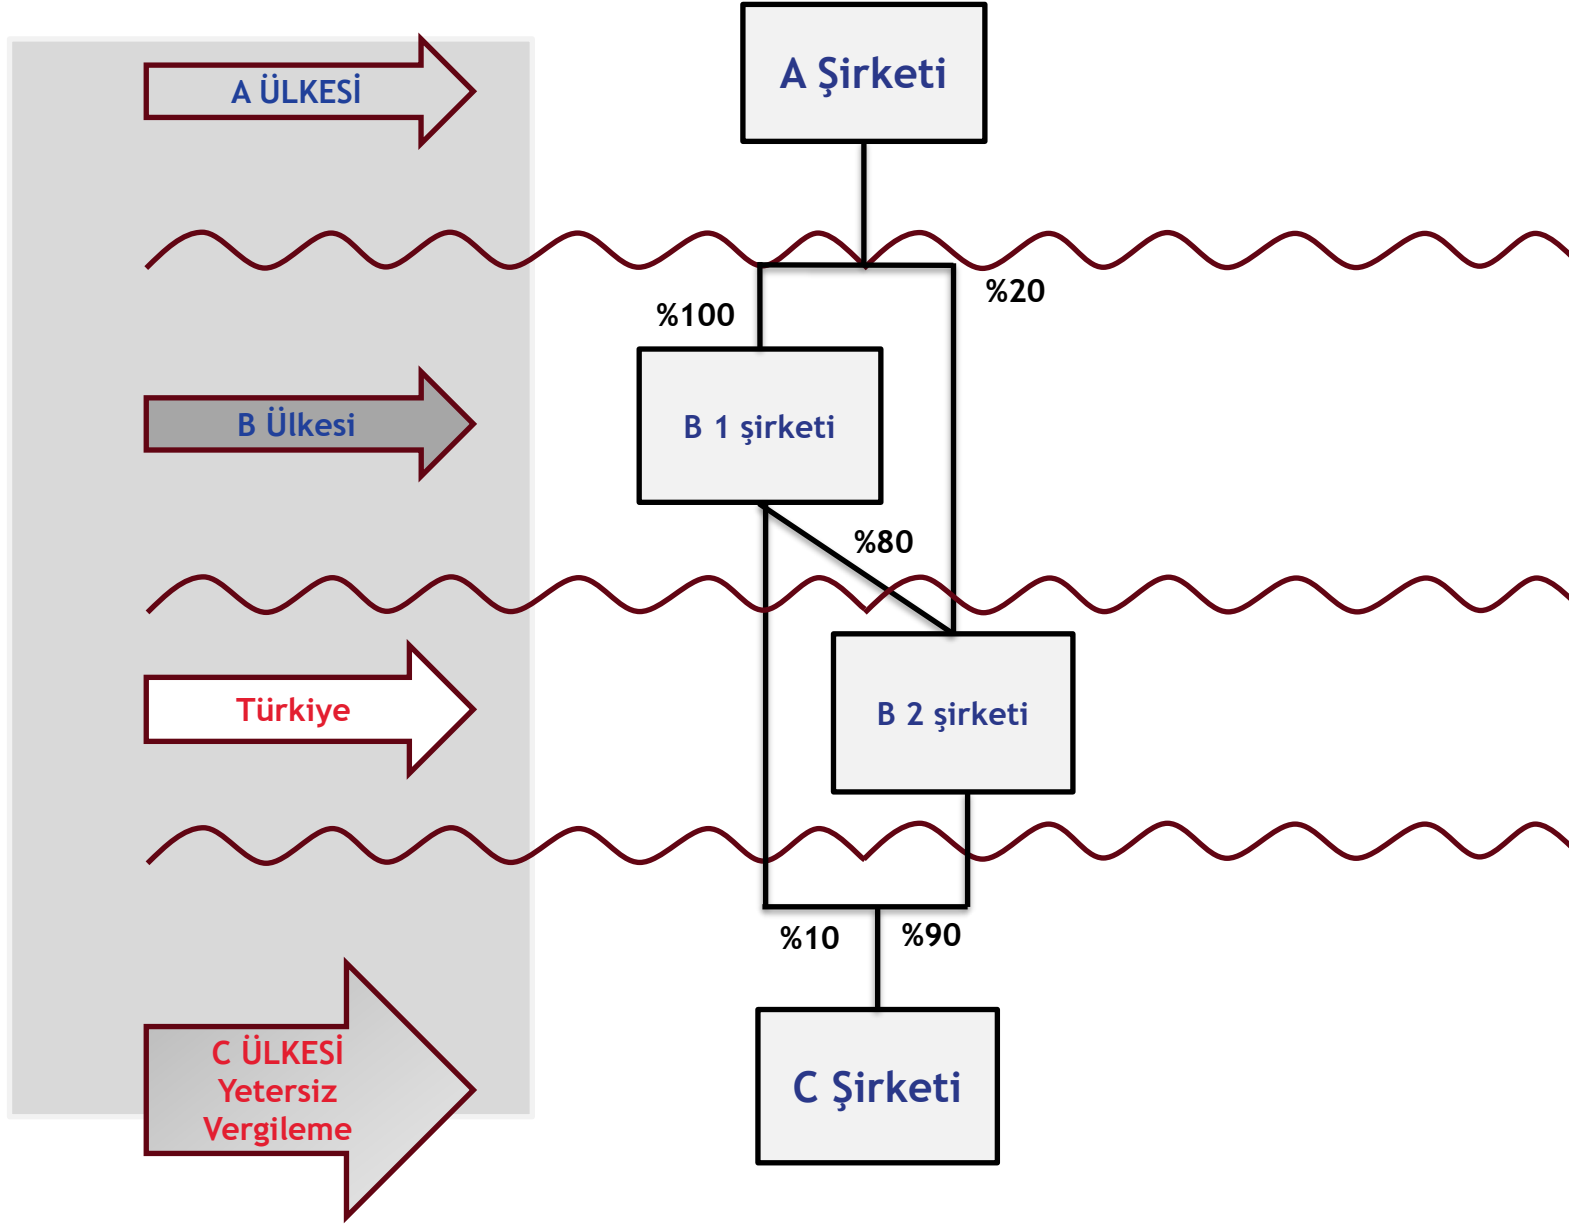 A Şirketi
A ÜLKESİ
%20
%100
B Ülkesi
B 1 şirketi
%80
Türkiye
B 2 şirketi
%10
%90
C ÜLKESİ
Yetersiz
Vergileme
C Şirketi